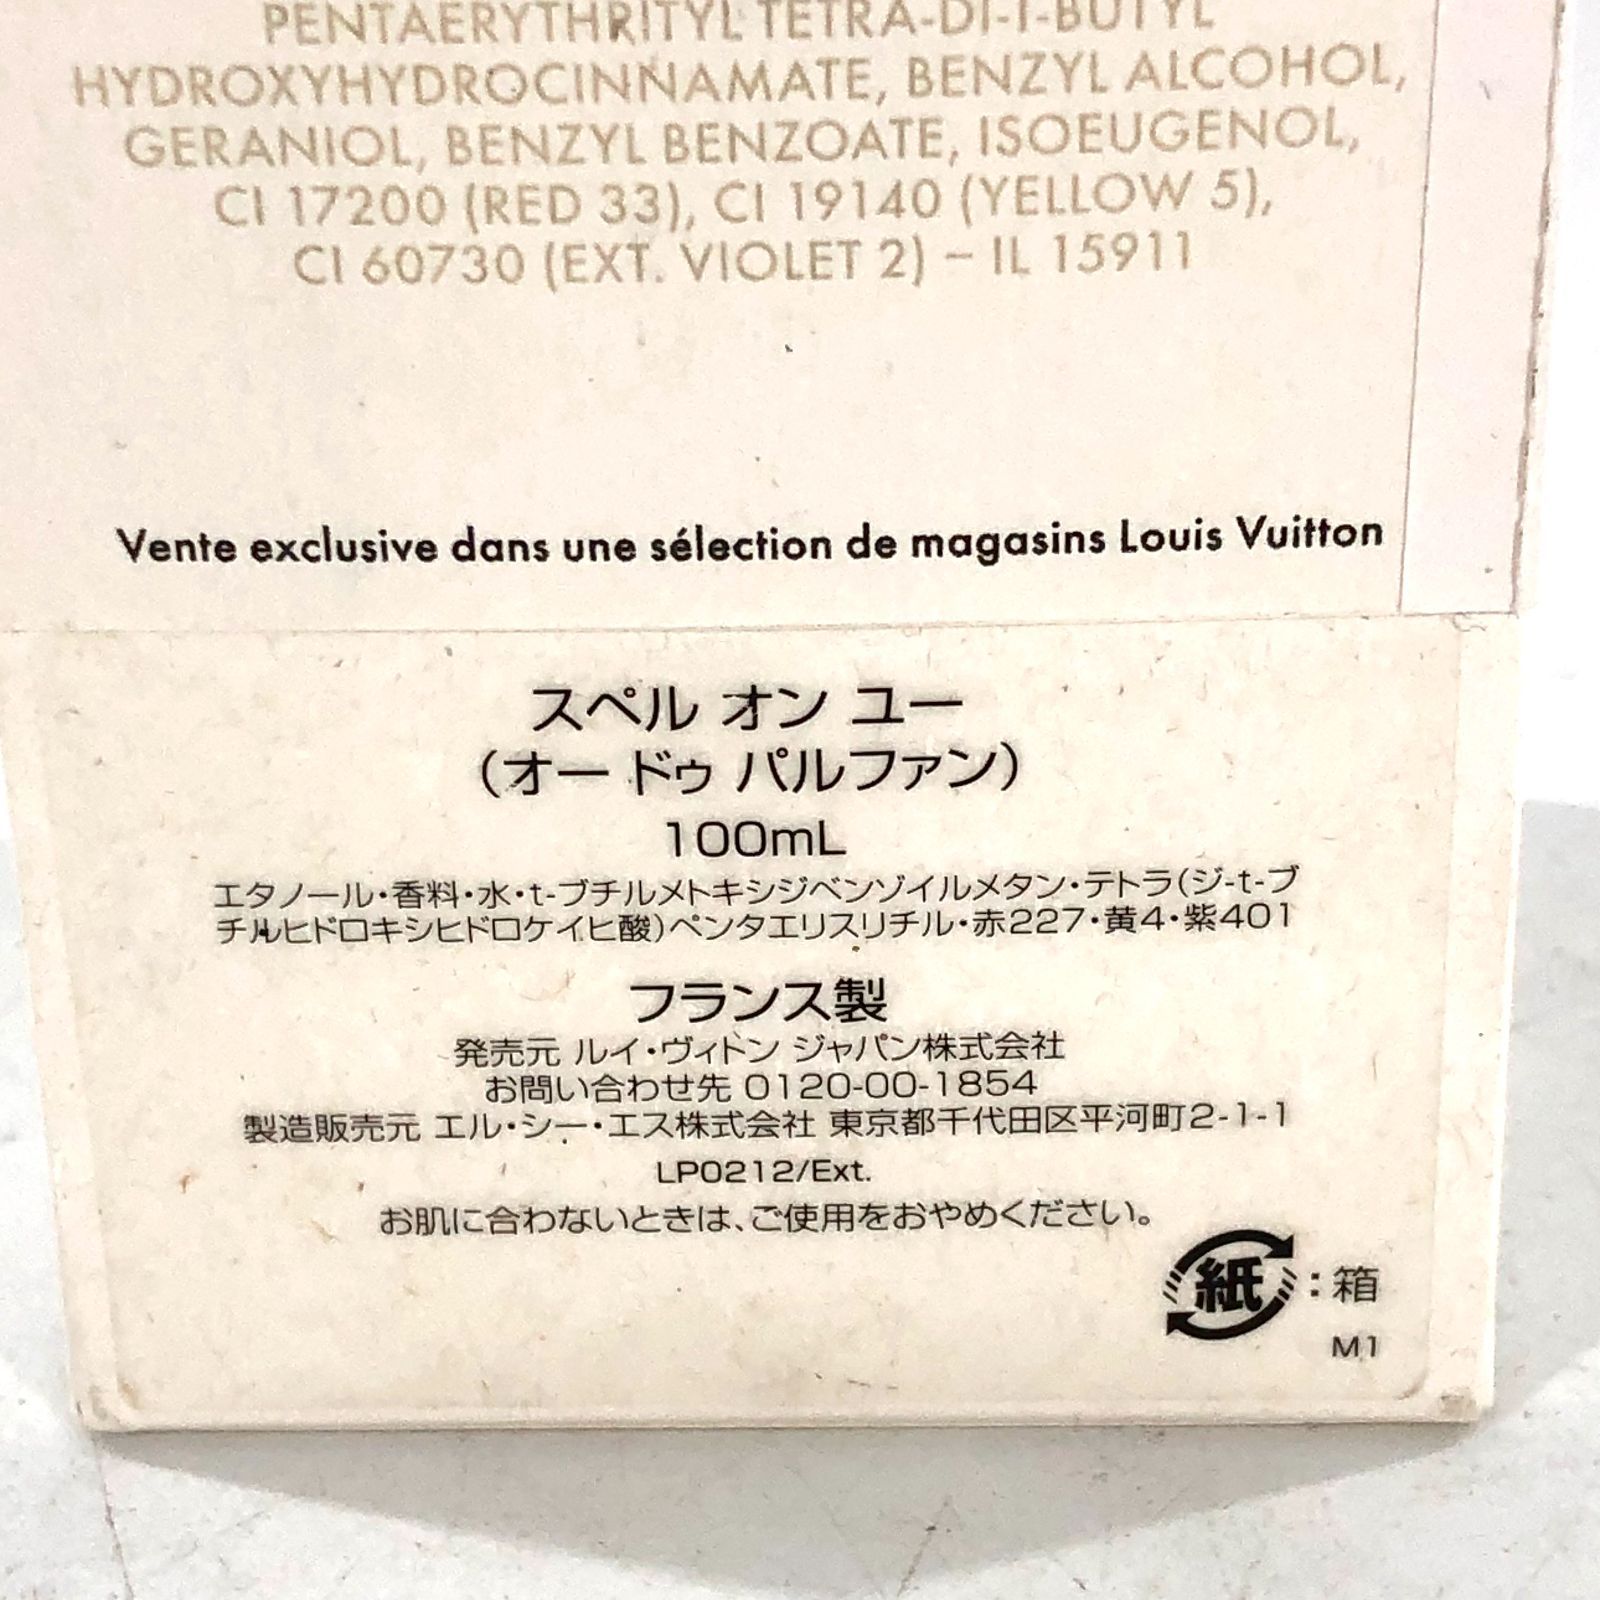 PENTAERYTHRITYL TETRA-DI-T-BUTYL
HYDROXYHYDROCINNAMATE, BENZYL ALCOHOL,
GERANIOL, BENZYL BENZOATE, ISOEUGENOL,
CI 17200 (RED 33), CI 19140 (YELLOW 5),
CI 60730 (EXT. VIOLET 2) – IL 15911
Vente exclusive dans une sélection de magasins Louis Vuitton
スペル オン ユー
（オー ドゥ パルファン）
100mL
エタノール・香料・水・t-ブチルメトキシジベンゾイルメタン・テトラ(ジ-t-ブ
チルヒドロキシヒドロケイヒ酸)ペンタエリスリチル・赤227・黄4・紫401
フランス製
発売元 ルイ・ヴィトン ジャパン株式会社
お問い合わせ先 0120-00-1854
製造販売元 エル・シー・エス株式会社 東京都千代田区平河町2-1-1
LP0212/Ext.
お肌に合わないときは、ご使用をおやめください。
紙：箱
M1